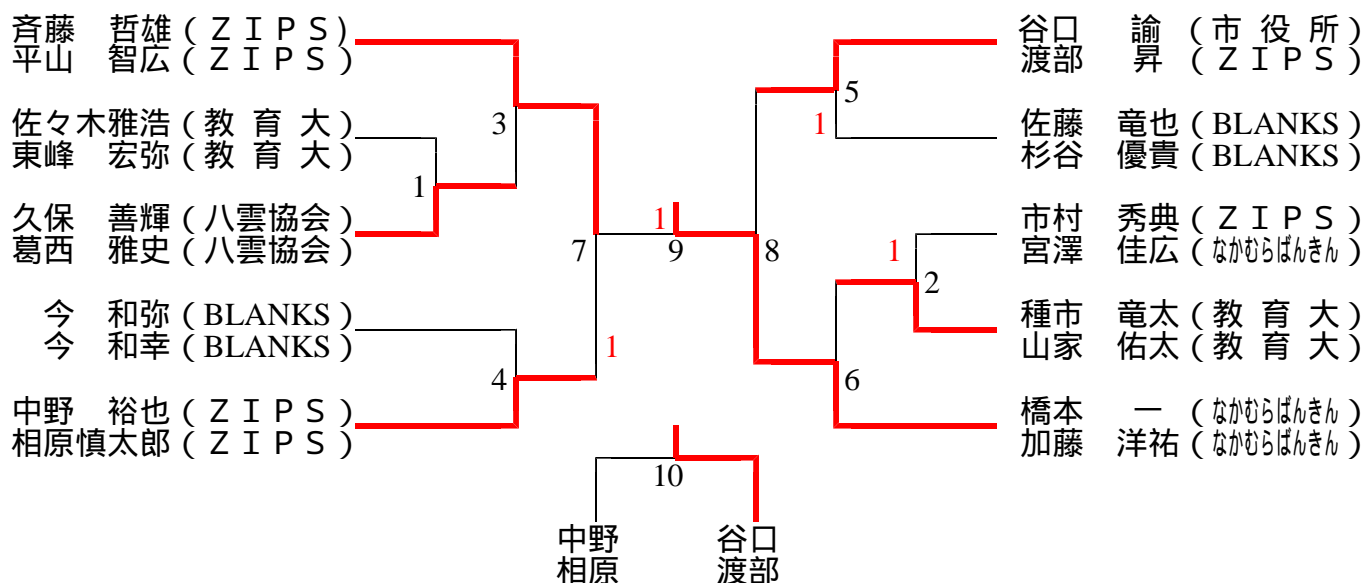 斉藤　哲雄（ＺＩＰＳ）
平山　智広（ＺＩＰＳ）
佐々木雅浩（教 育 大）
東峰　宏弥（教 育 大）
久保　善輝（八雲協会）
葛西　雅史（八雲協会）
今　和弥（BLANKS）
今　和幸（BLANKS）
中野　裕也（ＺＩＰＳ）
相原慎太郎（ＺＩＰＳ）
3
1
7
1
4
1
9
10
中野
相原
谷口
渡部
8
5
1
1
2
6
谷口　諭（市 役 所）
渡部　昇（ＺＩＰＳ）
佐藤　竜也（BLANKS）
杉谷　優貴（BLANKS）
市村　秀典（ＺＩＰＳ）
宮澤　佳広（なかむらばんきん）
種市　竜太（教 育 大）
山家　佑太（教 育 大）
橋本　一（なかむらばんきん）
加藤　洋祐（なかむらばんきん）